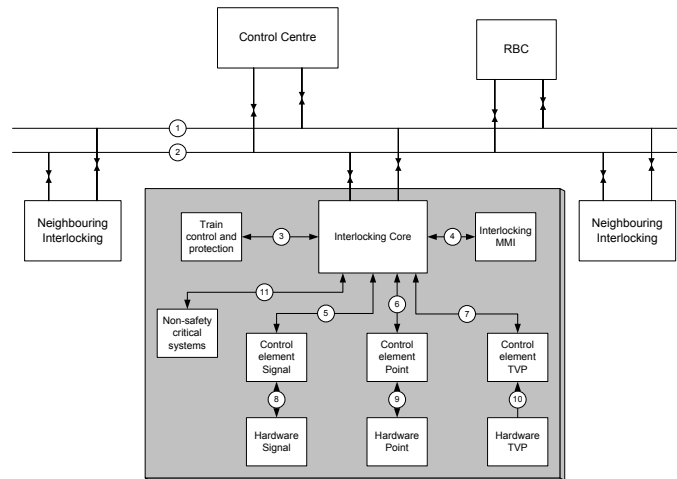 Control Centre
RBC
1
2
Neighbouring
Interlocking
Neighbouring
Interlocking
Train
control and
protection
3
Interlocking Core
4
Interlocking
MMI
11
5
6
7
Non-safety
critical
systems
Control
element
Signal
Control
element
Point
Control
element
TVP
8
9
10
Hardware
Signal
Hardware
Point
Hardware
TVP